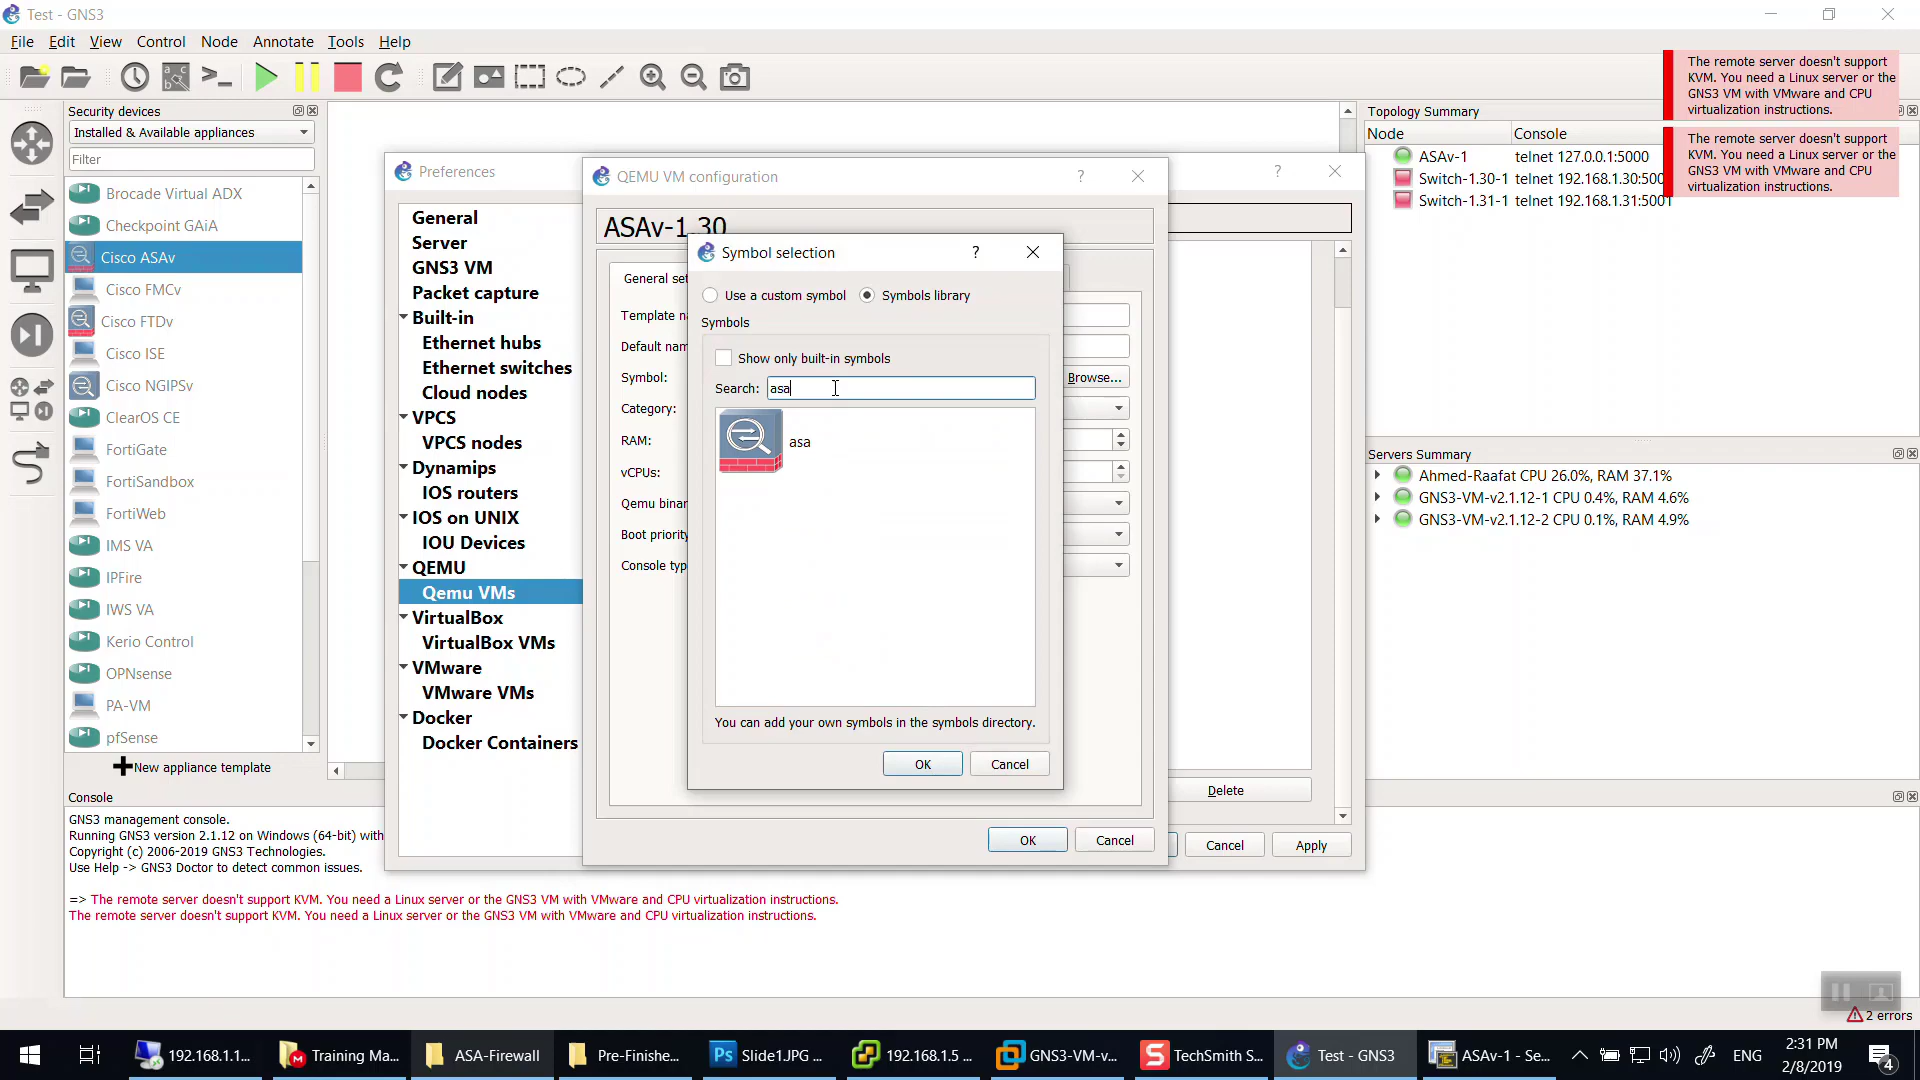 Test - GNS3
File Edit View Control Node Annotate Tools Help
The remote server doesn't support
KVM. You need a Linux server or the
GNS3 VM with VMware and CPU
virtualization instructions.
The remote server doesn't support
KVM. You need a Linux server or the
GNS3 VM with VMware and CPU
virtualization instructions.
Security devices
Installed & Available appliances
Filter
Brocade Virtual ADX
Checkpoint GAiA
Cisco ASAv
Cisco FMCv
Cisco FTDv
Cisco ISE
Cisco NGIPSv
ClearOS CE
FortiGate
FortiSandbox
FortiWeb
IMS VA
IPFire
IWS VA
Kerio Control
OPNsense
PA-VM
pfSense
New appliance template
Preferences
General
Server
GNS3 VM
Packet capture
Built-in
Ethernet hubs
Ethernet switches
Cloud nodes
VPCS
VPCS nodes
Dynamips
IOS routers
IOS on UNIX
IOU Devices
QEMU
Qemu VMs
VirtualBox
VirtualBox VMs
VMware
VMware VMs
Docker
Docker Containers
Delete
Cancel Apply
QEMU VM configuration
ASAv-1.30
General set
Template na
Default nam
Symbol:
Browse...
Category:
RAM:
vCPUs:
Qemu binar
Boot priority
Console typ
OK Cancel
Symbol selection
Use a custom symbol Symbols library
Symbols
Show only built-in symbols
Search: asa
asa
You can add your own symbols in the symbols directory.
OK Cancel
Topology Summary
Node Console
ASAv-1 telnet 127.0.0.1:5000
Switch-1.30-1 telnet 192.168.1.30:500
Switch-1.31-1 telnet 192.168.1.31:5001
Servers Summary
Ahmed-Raafat CPU 26.0%, RAM 37.1%
GNS3-VM-v2.1.12-1 CPU 0.4%, RAM 4.6%
GNS3-VM-v2.1.12-2 CPU 0.1%, RAM 4.9%
Console
GNS3 management console.
Running GNS3 version 2.1.12 on Windows (64-bit) with
Copyright (c) 2006-2019 GNS3 Technologies.
Use Help -> GNS3 Doctor to detect common issues.
=> The remote server doesn't support KVM. You need a Linux server or the GNS3 VM with VMware and CPU virtualization instructions.
The remote server doesn't support KVM. You need a Linux server or the GNS3 VM with VMware and CPU virtualization instructions.
2 errors
192.168.1.1... Training Ma... ASA-Firewall Pre-Finishe... Slide1.JPG ... 192.168.1.5 ... GNS3-VM-v... TechSmith S... Test - GNS3 ASAv-1 - Se... ENG
2:31 PM
2/8/2019
4